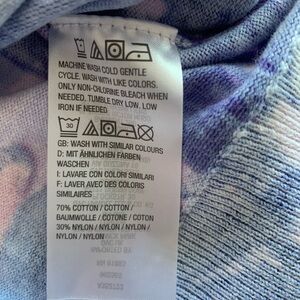 MACHINE WASH COLD GENTLE
CYCLE. WASH WITH LIKE COLORS.
ONLY NON-CHLORINE BLEACH WHEN
NEEDED. TUMBLE DRY LOW. LOW
IRON IF NEEDED
30
GB: WASH WITH SIMILAR COLOURS
D: MIT ÄHNLICHEN FARBEN
WASCHEN
I: LAVARE CON COLORI SIMILARI
F: LAVER AVEC DES COLORIS
SIMILAIRES
70% COTTON / COTTON /
BAUMWOLLE / COTONE / COTON
30% NYLON / NYLON /
NYLON / NYLON / NYLON